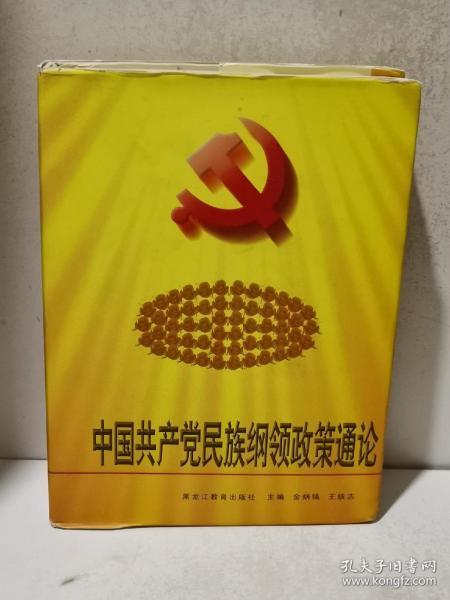 中国共产党民族纲领政策通论
黑龙江教育出版社 主编 金炳镐 王铁志
孔夫子旧书网
www.kongfz.com